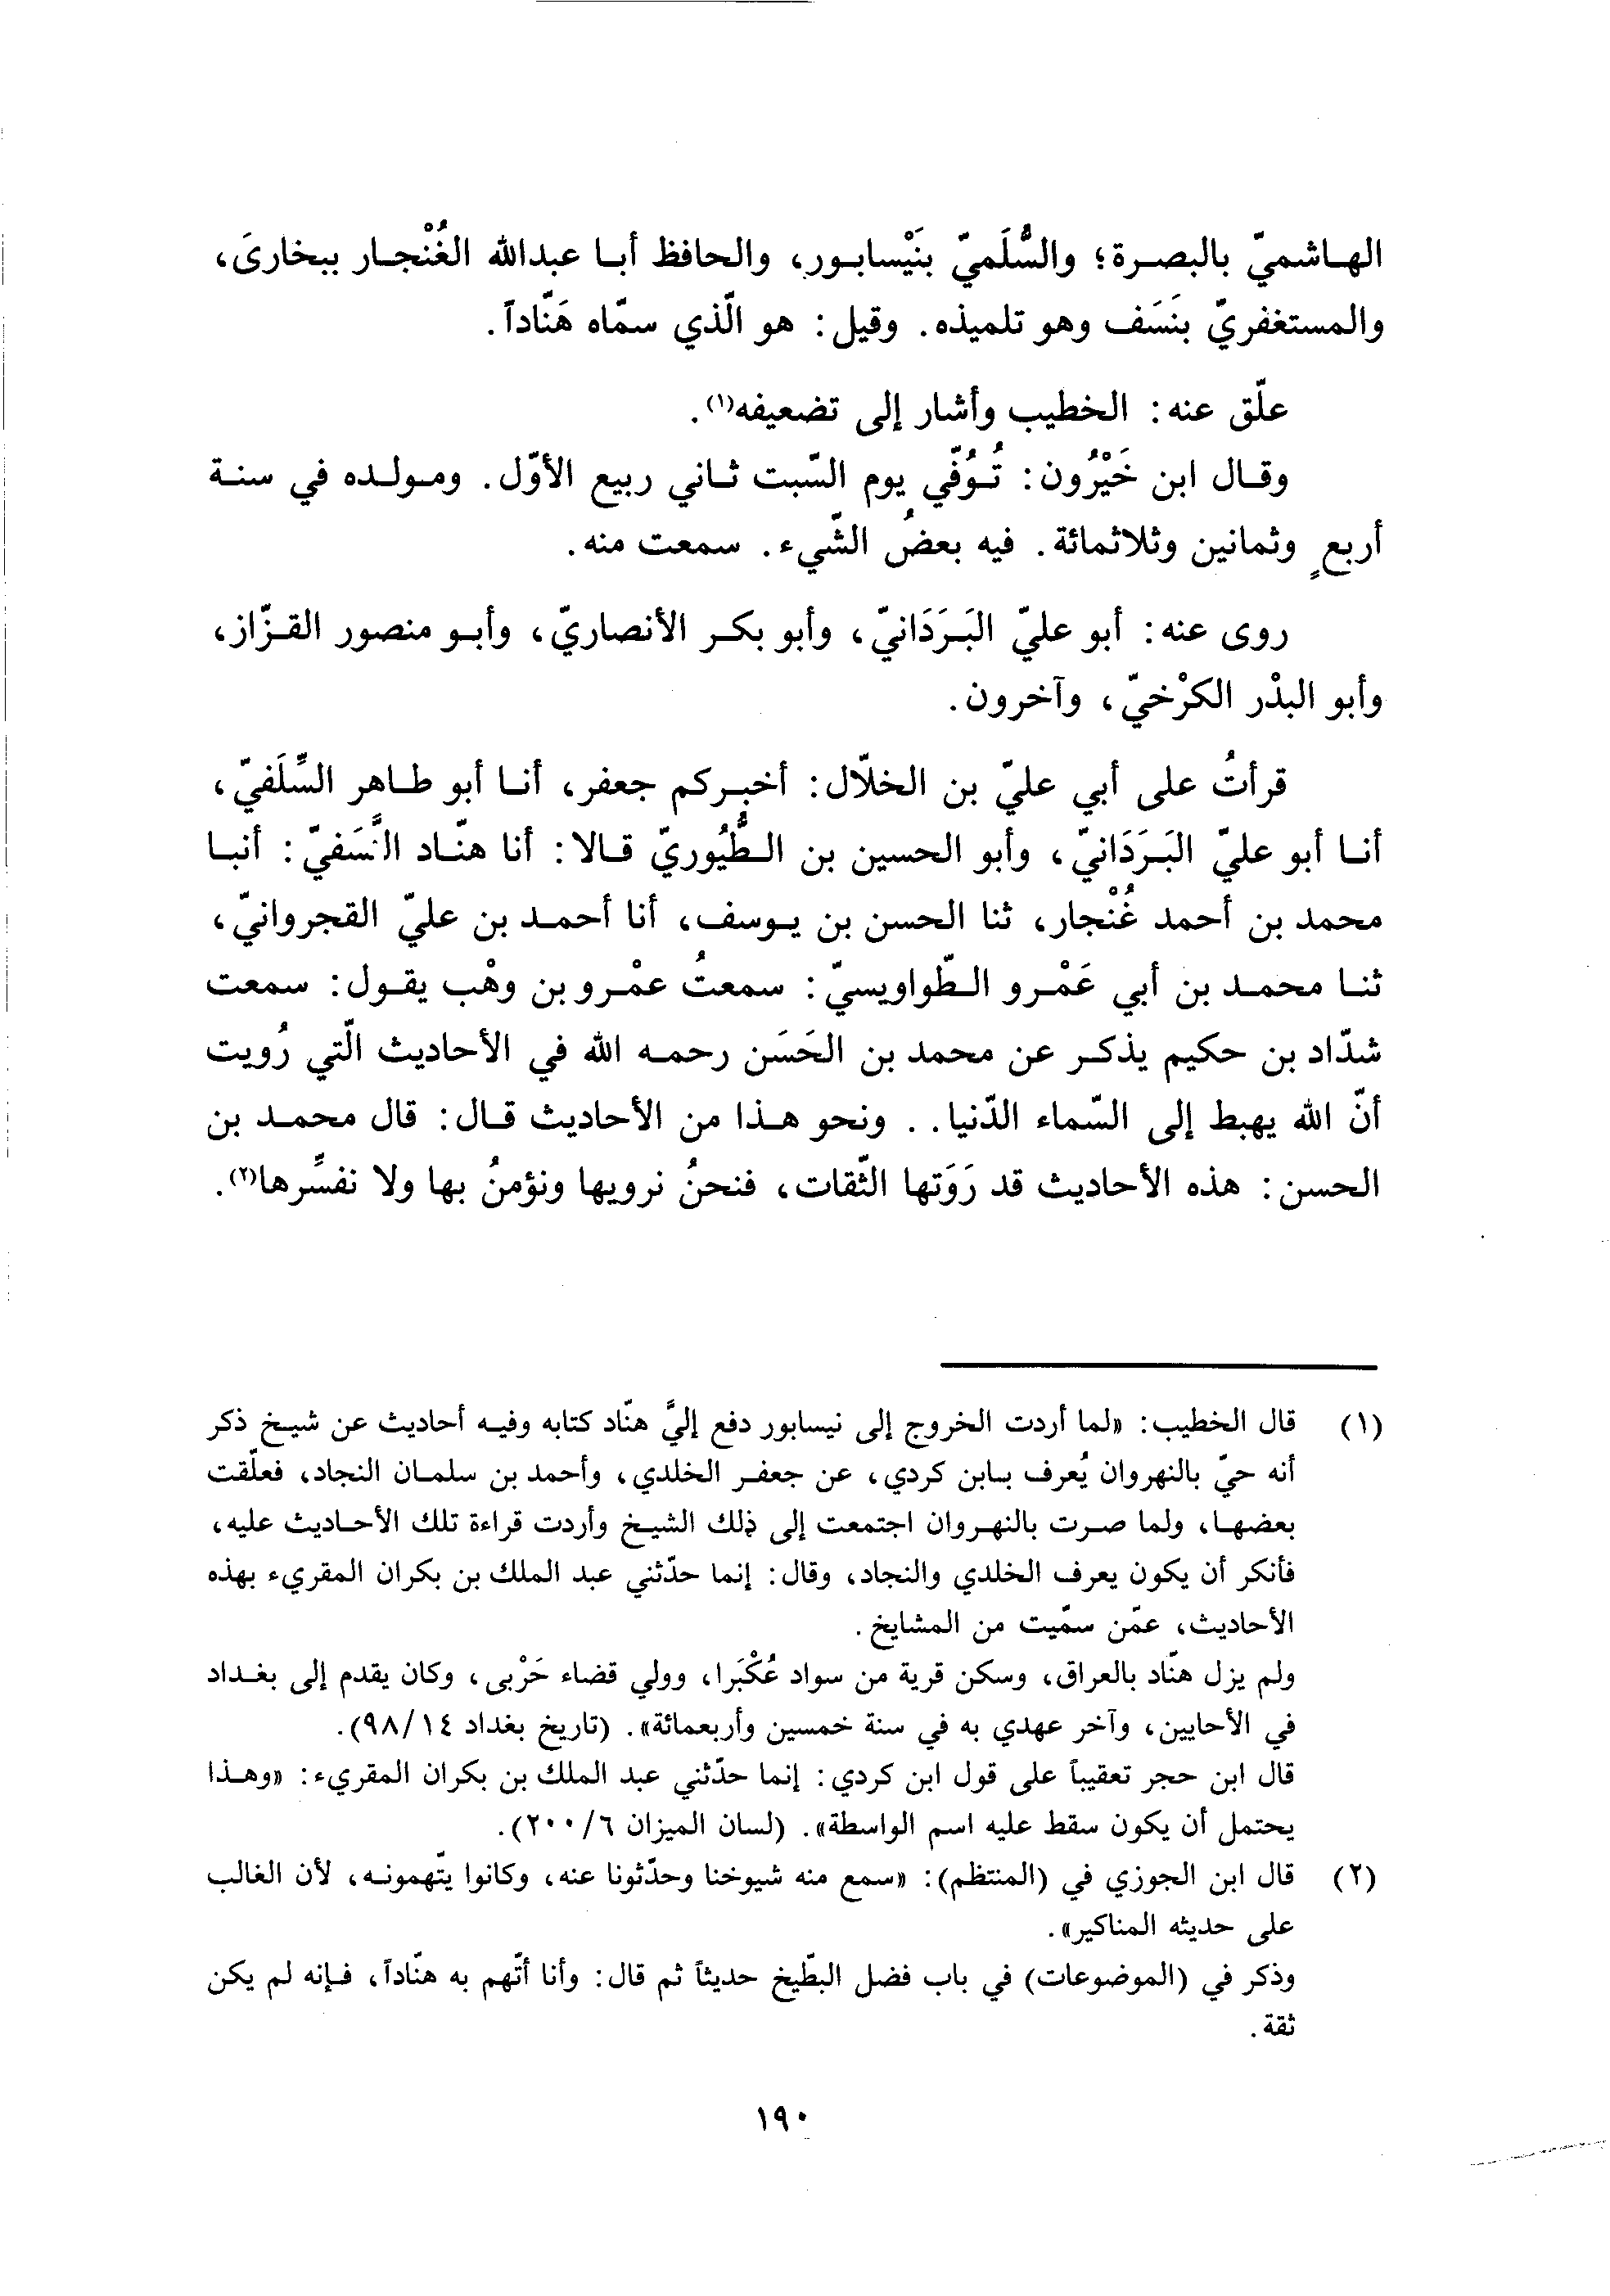 الهاشميّ بالبصرة؛ والسُّلَميّ بنَيْسابور، والحافظ أبا عبدالله الغُنْجار ببخارىَ،
والمستغفريّ بنَسَف وهو تلميذه. وقيل: هو الّذي سمّاه هَنّاداً.
علّق عنه: الخطيب وأشار إلى تضعيفه(١).
وقال ابن خَيْرُون: تُوُفّي يوم السّبت ثاني ربيع الأوّل. ومولده في سنة
أربعٍ وثمانين وثلاثمائة. فيه بعضُ الشّيء. سمعت منه.
روى عنه: أبو عليّ البَرَدَانيّ، وأبو بكر الأنصاريّ، وأبو منصور القزّاز،
وأبو البدْر الكرْخيّ، وآخرون.
قرأتُ على أبي عليّ بن الخلّال: أخبركم جعفر، أنا أبو طاهر السِّلَفيّ،
أنا أبو عليّ البَرَدَانيّ، وأبو الحسين بن الطُّيُوريّ قالا: أنا هنّاد النَّسَفيّ: أنبا
محمد بن أحمد غُنْجار، ثنا الحسن بن يوسف، أنا أحمد بن عليّ القجروانيّ،
ثنا محمد بن أبي عَمْرو الطّواويسيّ: سمعتُ عمْرو بن وهْب يقول: سمعت
شدّاد بن حكيم يذكر عن محمد بن الحَسَن رحمه الله في الأحاديث الّتي رُويت
أنّ الله يهبط إلى السّماء الدّنيا.. ونحو هذا من الأحاديث قال: قال محمد بن
الحسن: هذه الأحاديث قد رَوَتها الثّقات، فنحنُ نرويها ونؤمنُ بها ولا نفسِّرها(٢).
(١) قال الخطيب: «لما أردت الخروج إلى نيسابور دفع إليَّ هنّاد كتابه وفيه أحاديث عن شيخ ذكر
أنه حيّ بالنهروان يُعرف بابن كردي، عن جعفر الخلدي، وأحمد بن سلمان النجاد، فعلّقت
بعضها، ولما صرت بالنهروان اجتمعت إلى ذلك الشيخ وأردت قراءة تلك الأحاديث عليه،
فأنكر أن يكون يعرف الخلدي والنجاد، وقال: إنما حدّثني عبد الملك بن بكران المقريء بهذه
الأحاديث، عمّن سمّيت من المشايخ.
ولم يزل هنّاد بالعراق، وسكن قرية من سواد عُكْبَرا، وولي قضاء حَرْبى، وكان يقدم إلى بغداد
في الأحايين، وآخر عهدي به في سنة خمسين وأربعمائة». (تاريخ بغداد ٩٨/١٤).
قال ابن حجر تعقيباً على قول ابن كردي: إنما حدّثني عبد الملك بن بكران المقريء: «وهذا
يحتمل أن يكون سقط عليه اسم الواسطة». (لسان الميزان ٢٠٠/٦).
(٢) قال ابن الجوزي في (المنتظم): «سمع منه شيوخنا وحدّثونا عنه، وكانوا يتّهمونه، لأن الغالب
على حديثه المناكير».
وذكر في (الموضوعات) في باب فضل البطّيخ حديثاً ثم قال: وأنا أتّهم به هنّاداً، فإنه لم يكن
ثقة.
١٩٠